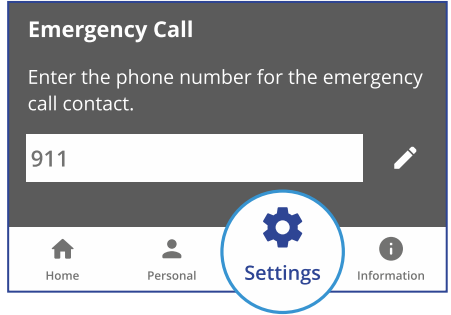 Emergency Call
Enter the phone number for the emergency
call contact.
911
Home
Personal
Settings
Information